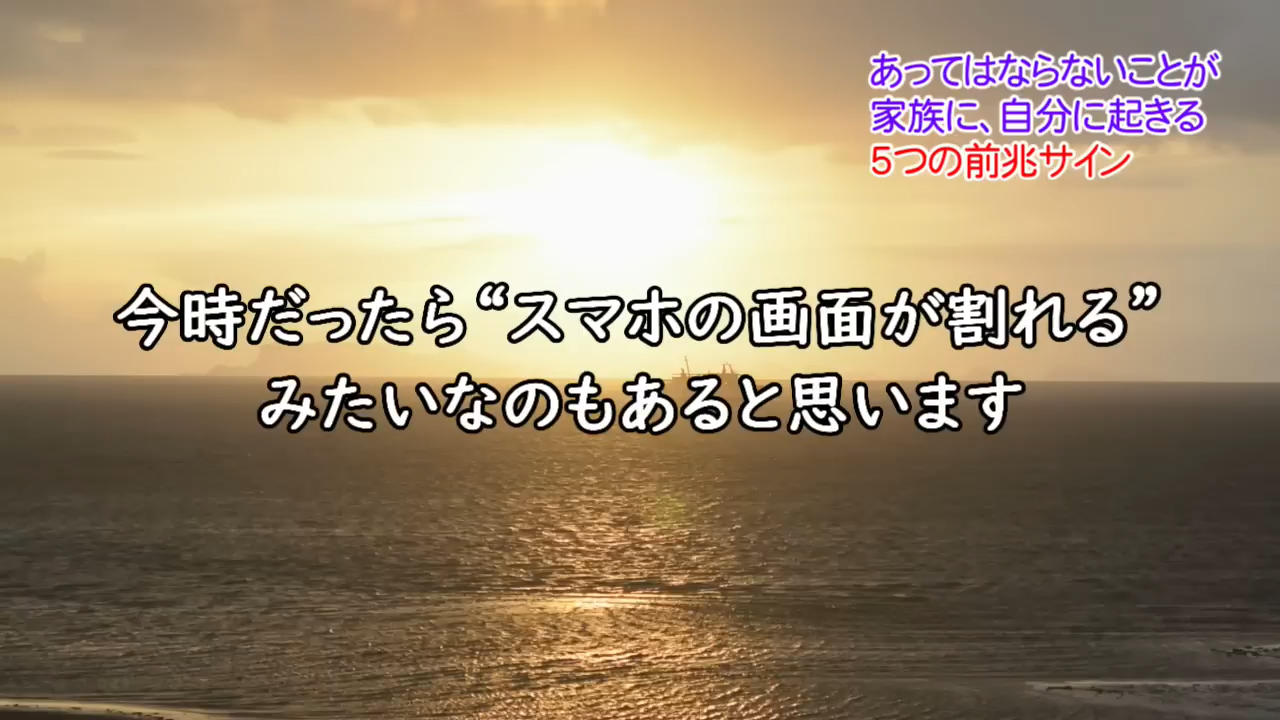 あってはならないことが
家族に、自分に起きる
5つの前兆サイン
今時だったら“スマホの画面が割れる”
みたいなのもあると思います